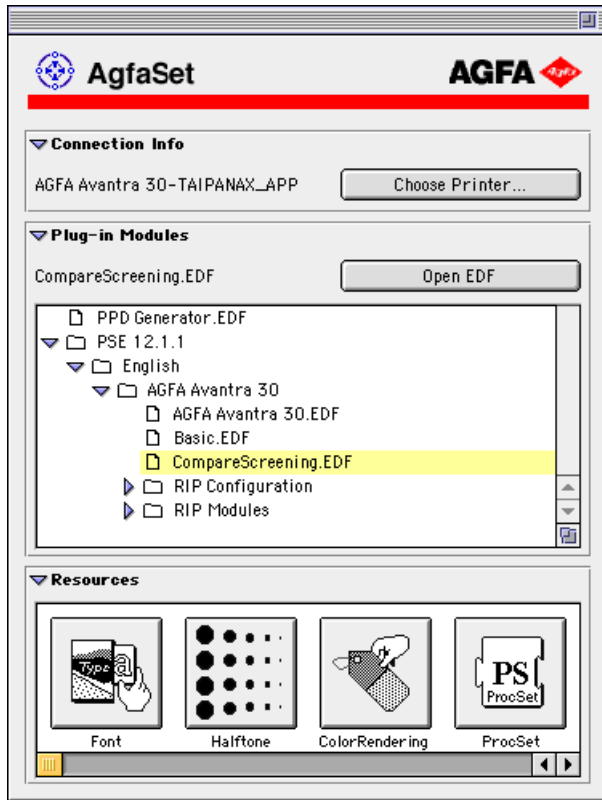 AgfaSet
AGFA
Agfa
Connection Info
AGFA Avantra 30-TAIPANAX_APP
Choose Printer...
Plug-in Modules
CompareScreening.EDF
Open EDF
PPD Generator.EDF
PSE 12.1.1
English
AGFA Avantra 30
AGFA Avantra 30.EDF
Basic.EDF
CompareScreening.EDF
RIP Configuration
RIP Modules
Resources
Type
a
PS
ProcSet
Font
Halftone
ColorRendering
ProcSet